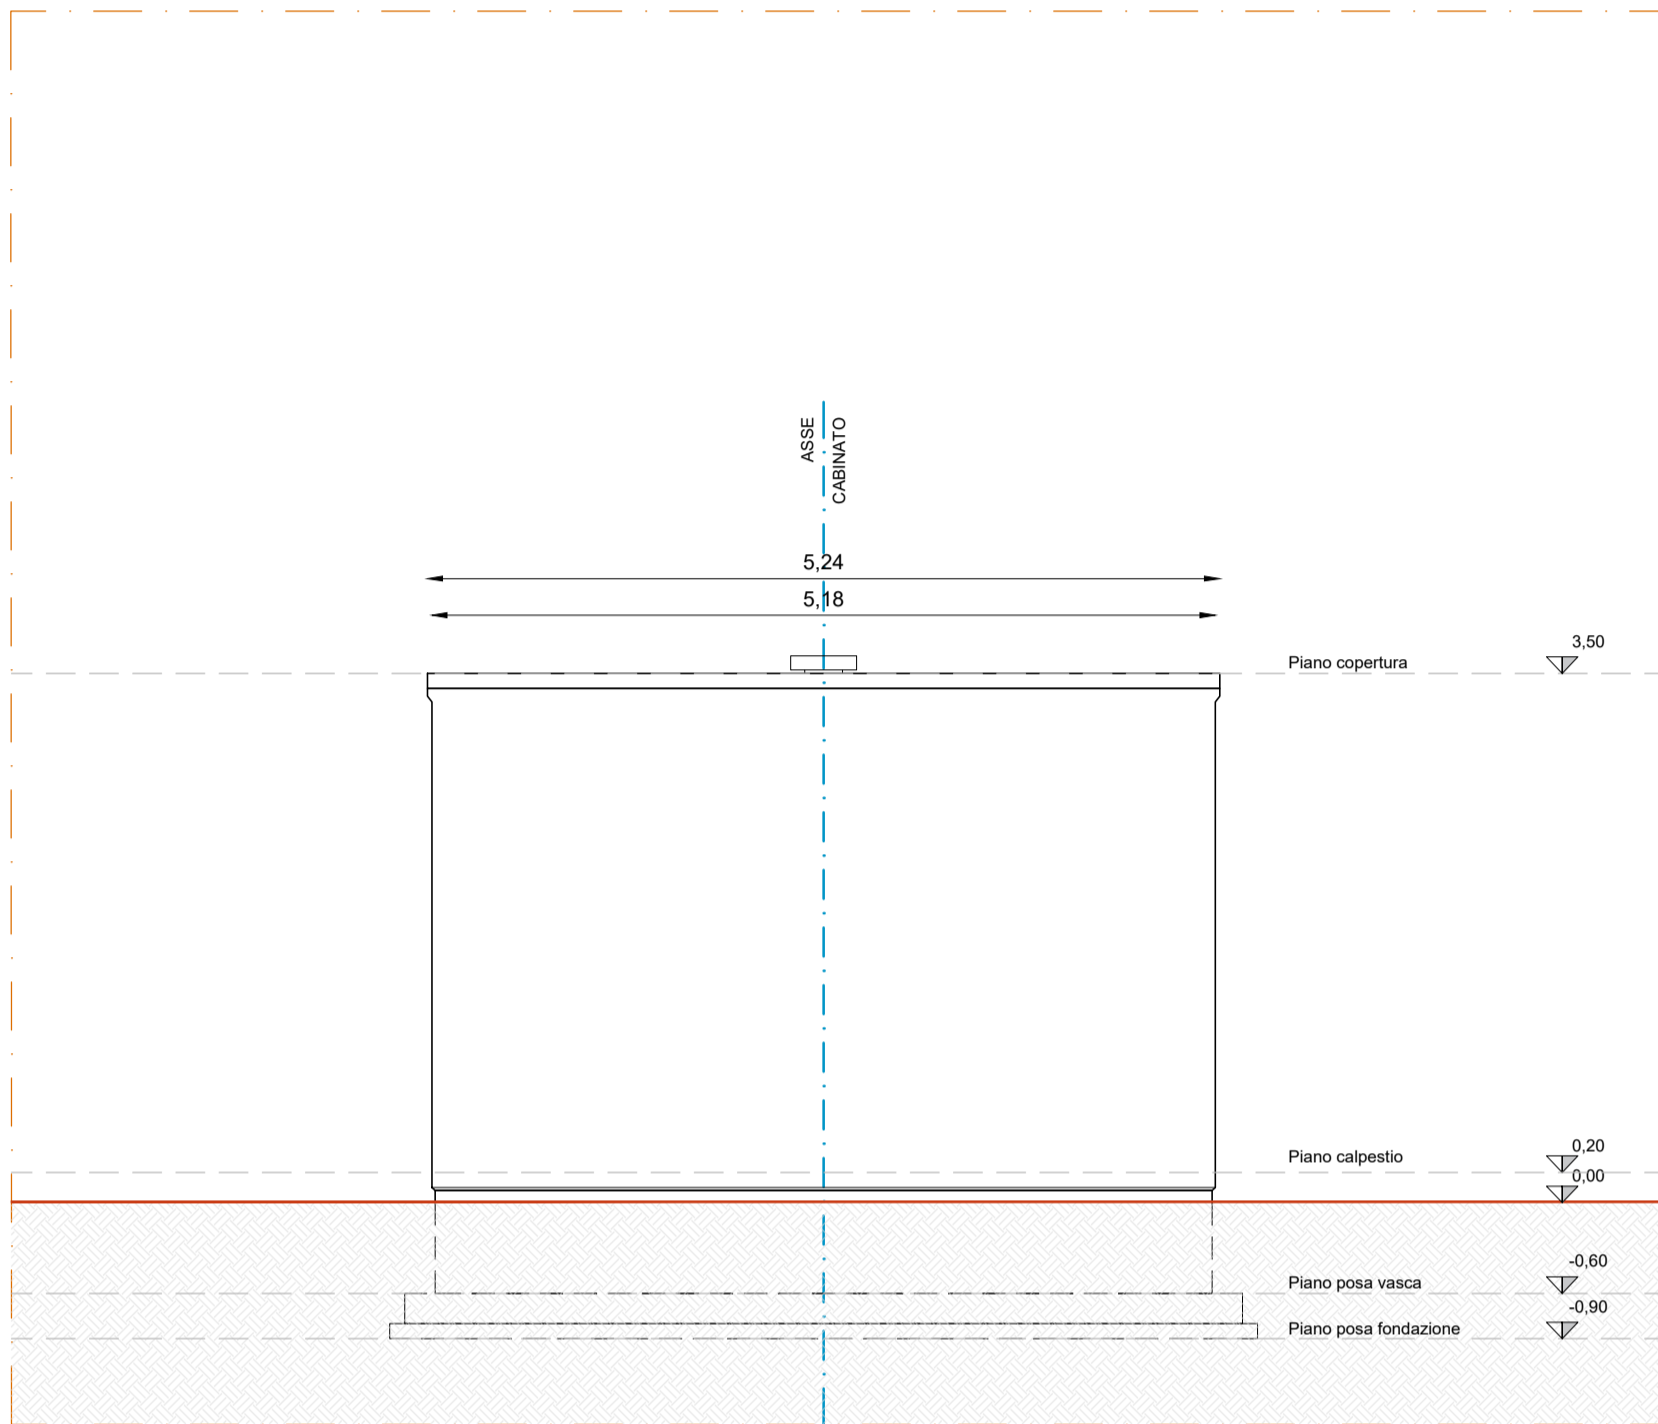 ASSE
CABINATO
5,24
5,18
3,50
Piano copertura
0,20
Piano calpestio
0,00
-0,60
Piano posa vasca
-0,90
Piano posa fondazione